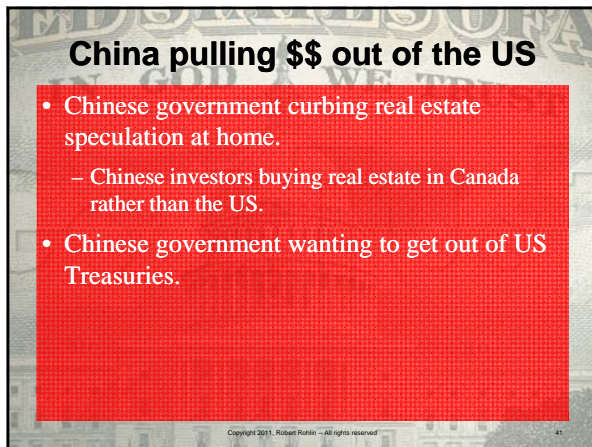 China pulling $$ out of the US
• Chinese government curbing real estate
speculation at home.
– Chinese investors buying real estate in Canada
rather than the US.
• Chinese government wanting to get out of US
Treasuries.
Copyright 2011, Robert Rohlin -- All rights reserved
41